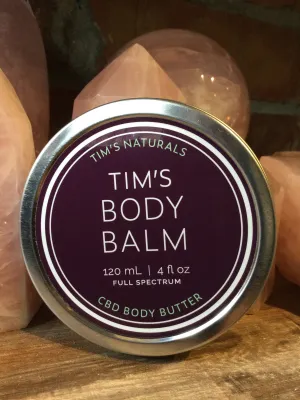 TIM'S NATURALS
TIM'S
BODY
BALM
120 mL | 4 fl oz
FULL SPECTRUM
CBD BODY BUTTER